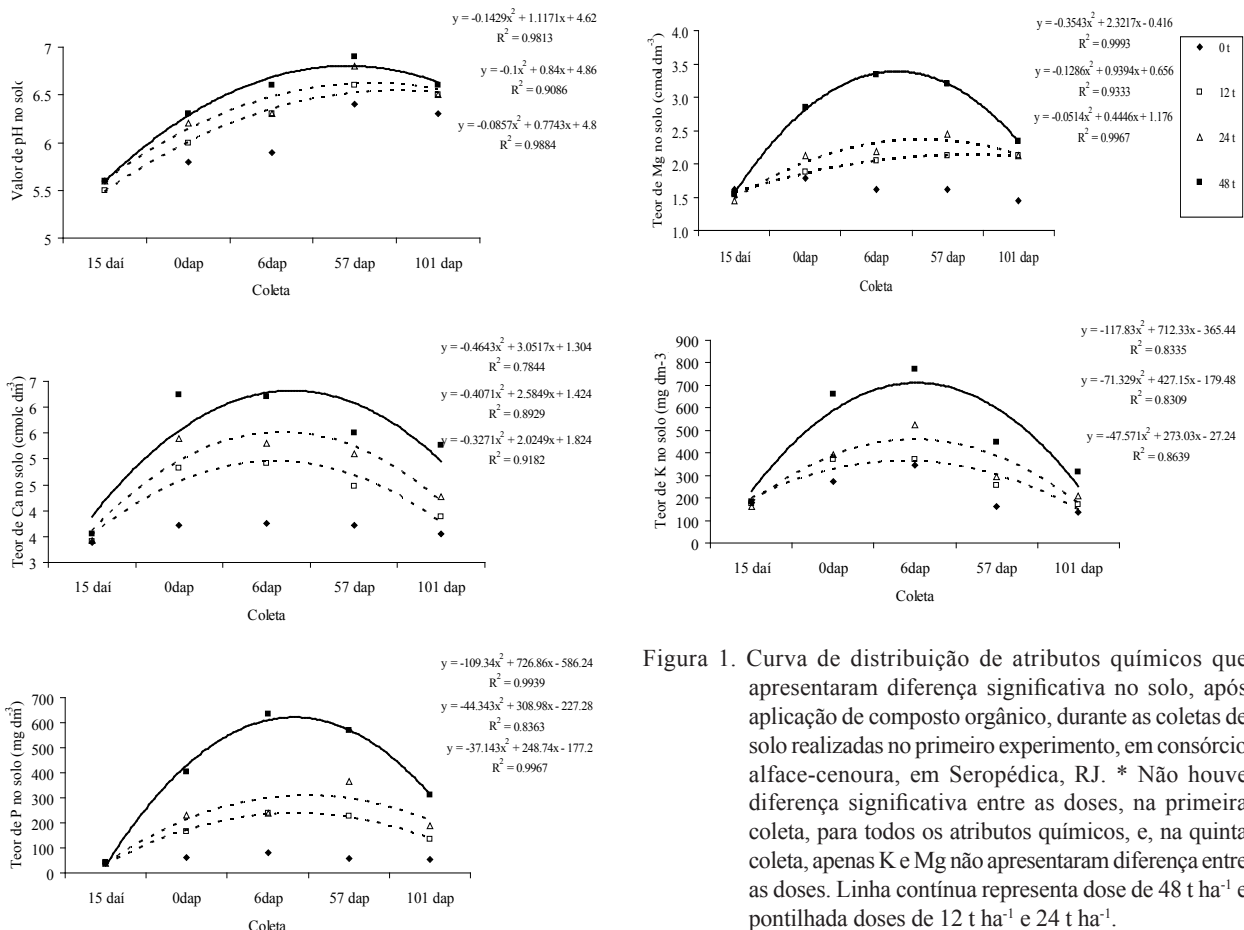 y = -0.1429x² + 1.1171x + 4.62
R² = 0.9813
y = -0.1x² + 0.84x + 4.86
R² = 0.9086
y = -0.0857x² + 0.7743x + 4.8
R² = 0.9884
Valor de pH no solo
7
6.5
6
5.5
5
15 daí 0dap 6dap 57 dap 101 dap
Coleta
y = -0.3543x² + 2.3217x - 0.416
R² = 0.9993
y = -0.1286x² + 0.9394x + 0.656
R² = 0.9333
y = -0.0514x² + 0.4446x + 1.176
R² = 0.9967
Teor de Mg no solo (cmol dm⁻³)
4.0
3.5
3.0
2.5
2.0
1.5
1.0
15 daí 0dap 6dap 57 dap 101 dap
Coleta
0 t
12 t
24 t
48 t
y = -0.4643x² + 3.0517x + 1.304
R² = 0.7844
y = -0.4071x² + 2.5849x + 1.424
R² = 0.8929
y = -0.3271x² + 2.0249x + 1.824
R² = 0.9182
Teor de Ca no solo (cmolc dm⁻³)
7
6
6
5
5
4
4
3
15 daí 0dap 6dap 57 dap 101 dap
Coleta
y = -117.83x² + 712.33x - 365.44
R² = 0.8335
y = -71.329x² + 427.15x - 179.48
R² = 0.8309
y = -47.571x² + 273.03x - 27.24
R² = 0.8639
Teor de K no solo (mg dm-3
900
800
700
600
500
400
300
200
100
0
15 daí 0dap 6dap 57 dap 101 dap
Coleta
y = -109.34x² + 726.86x - 586.24
R² = 0.9939
y = -44.343x² + 308.98x - 227.28
R² = 0.8363
y = -37.143x² + 248.74x - 177.2
R² = 0.9967
Teor de P no solo (mg dm⁻³)
700
600
500
400
300
200
100
0
15 daí 0dap 6dap 57 dap 101 dap
Coleta
Figura 1. Curva de distribuição de atributos químicos que
apresentaram diferença significativa no solo, após
aplicação de composto orgânico, durante as coletas de
solo realizadas no primeiro experimento, em consórcio
alface-cenoura, em Seropédica, RJ. * Não houve
diferença significativa entre as doses, na primeira
coleta, para todos os atributos químicos, e, na quinta
coleta, apenas K e Mg não apresentaram diferença entre
as doses. Linha contínua representa dose de 48 t ha⁻¹ e
pontilhada doses de 12 t ha⁻¹ e 24 t ha⁻¹.